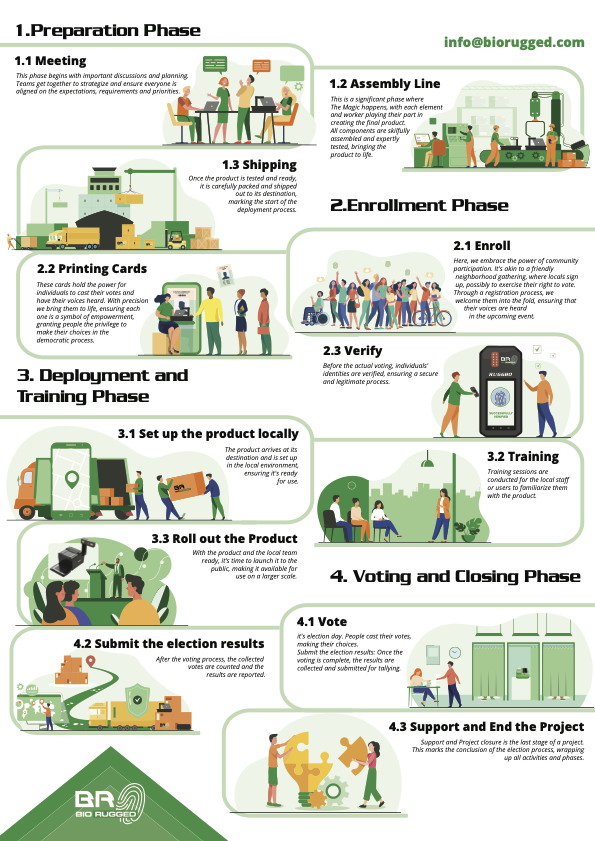 1.Preparation Phase
info@biorugged.com
1.1 Meeting
This phase begins with important discussions and planning.
Teams get together to strategize and ensure everyone is
aligned on the expectations, requirements and priorities.
1.2 Assembly Line
This is a significant phase where
The Magic happens, with each element
and worker playing their part in
creating the final product.
All components are skilfully
assembled and expertly
tested, bringing the
product to life.
1.3 Shipping
Once the product is tested and ready,
it is carefully packed and shipped
out to its destination,
marking the start of the
deployment process.
2.Enrollment Phase
2.1 Enroll
Here, we embrace the power of community
participation. It's akin to a friendly
neighborhood gathering, where locals sign
up, possibly to exercise their right to vote.
Through a registration process, we
welcome them into the fold, ensuring that
their voices are heard
in the upcoming event.
2.2 Printing Cards
These cards hold the power for
individuals to cast their votes and
have their voices heard. With precision
we bring them to life, ensuring each
one is a symbol of empowerment,
granting people the privilege to
make their choices in the
democratic process.
2.3 Verify
Before the actual voting, individuals'
identities are verified, ensuring a secure
and legitimate process.
BR
RUGGED
SUCCESSFULLY
VERIFIED
3. Deployment and
Training Phase
3.1 Set up the product locally
The product arrives at its
destination and is set up
in the local environment,
ensuring it's ready
for use.
BR
3.2 Training
Training sessions are
conducted for the local staff
or users to familiarize them
with the product.
3.3 Roll out the Product
With the product and the local team
ready, it's time to launch it to the
public, making it available for
use on a larger scale.
4. Voting and Closing Phase
4.1 Vote
it's election day. People cast their votes,
making their choices.
Submit the election results: Once the
voting is complete, the results are
collected and submitted for tallying.
4.2 Submit the election results
After the voting process, the collected
votes are counted and the
results are reported.
4.3 Support and End the Project
Support and Project closure is the last stage of a project.
This marks the conclusion of the election process, wrapping
up all activities and phases.
BR
BIO RUGGED